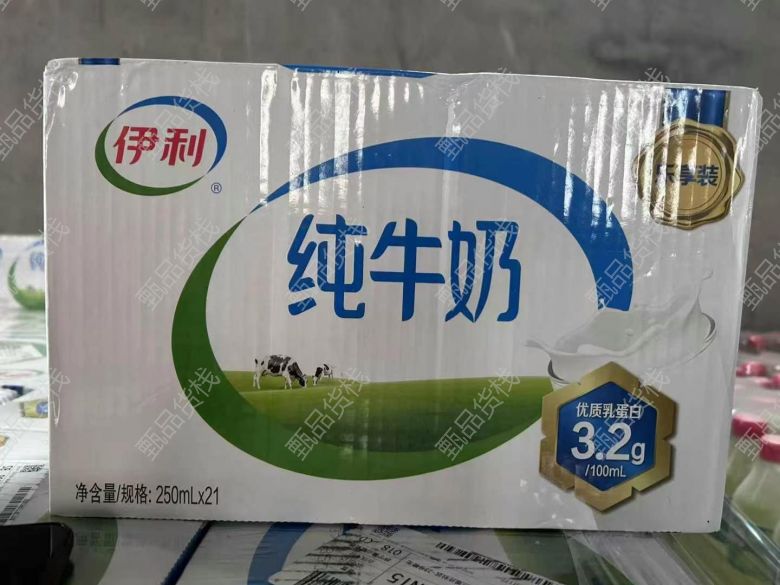 伊利
®
乐享装
纯牛奶
优质乳蛋白
3.2g
/100mL
净含量/规格: 250mLx21
甄品货栈